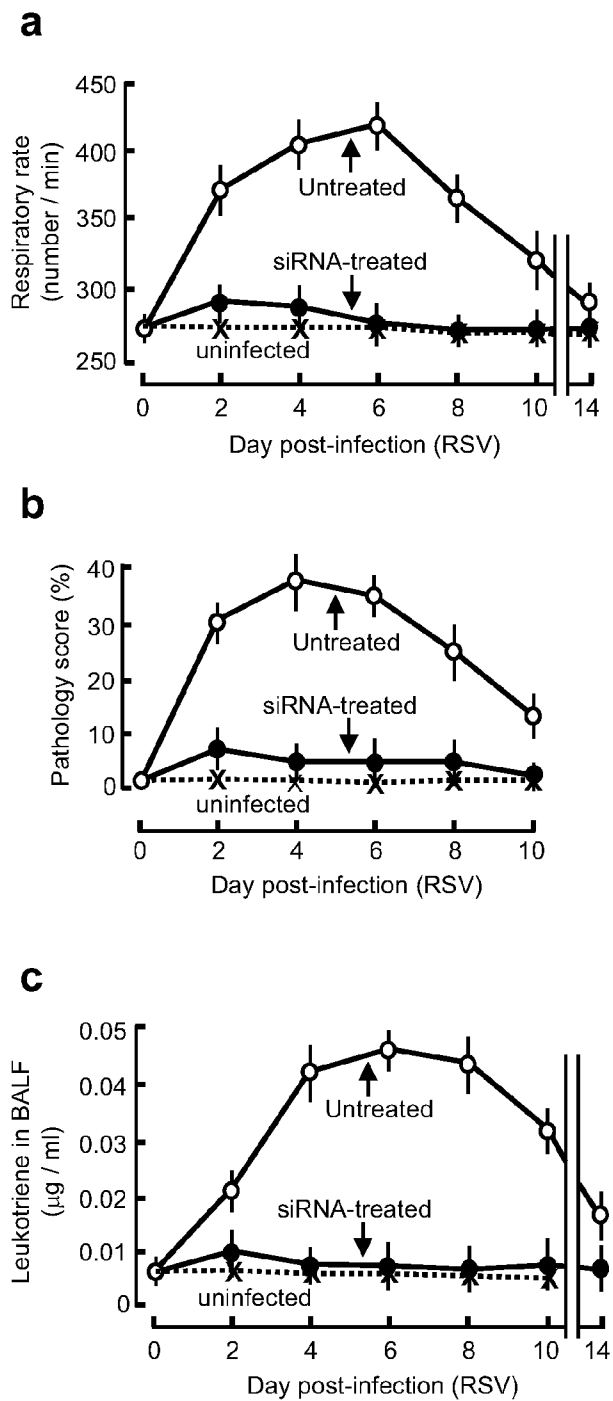 a
Respiratory rate
(number / min)
450
400
350
300
250
Untreated
siRNA-treated
uninfected
0 2 4 6 8 10 14
Day post-infection (RSV)
b
Pathology score (%)
40
30
20
10
0
Untreated
siRNA-treated
uninfected
0 2 4 6 8 10
Day post-infection (RSV)
c
Leukotriene in BALF
(μg / ml)
0.05
0.04
0.03
0.02
0.01
0
Untreated
siRNA-treated
uninfected
0 2 4 6 8 10 14
Day post-infection (RSV)